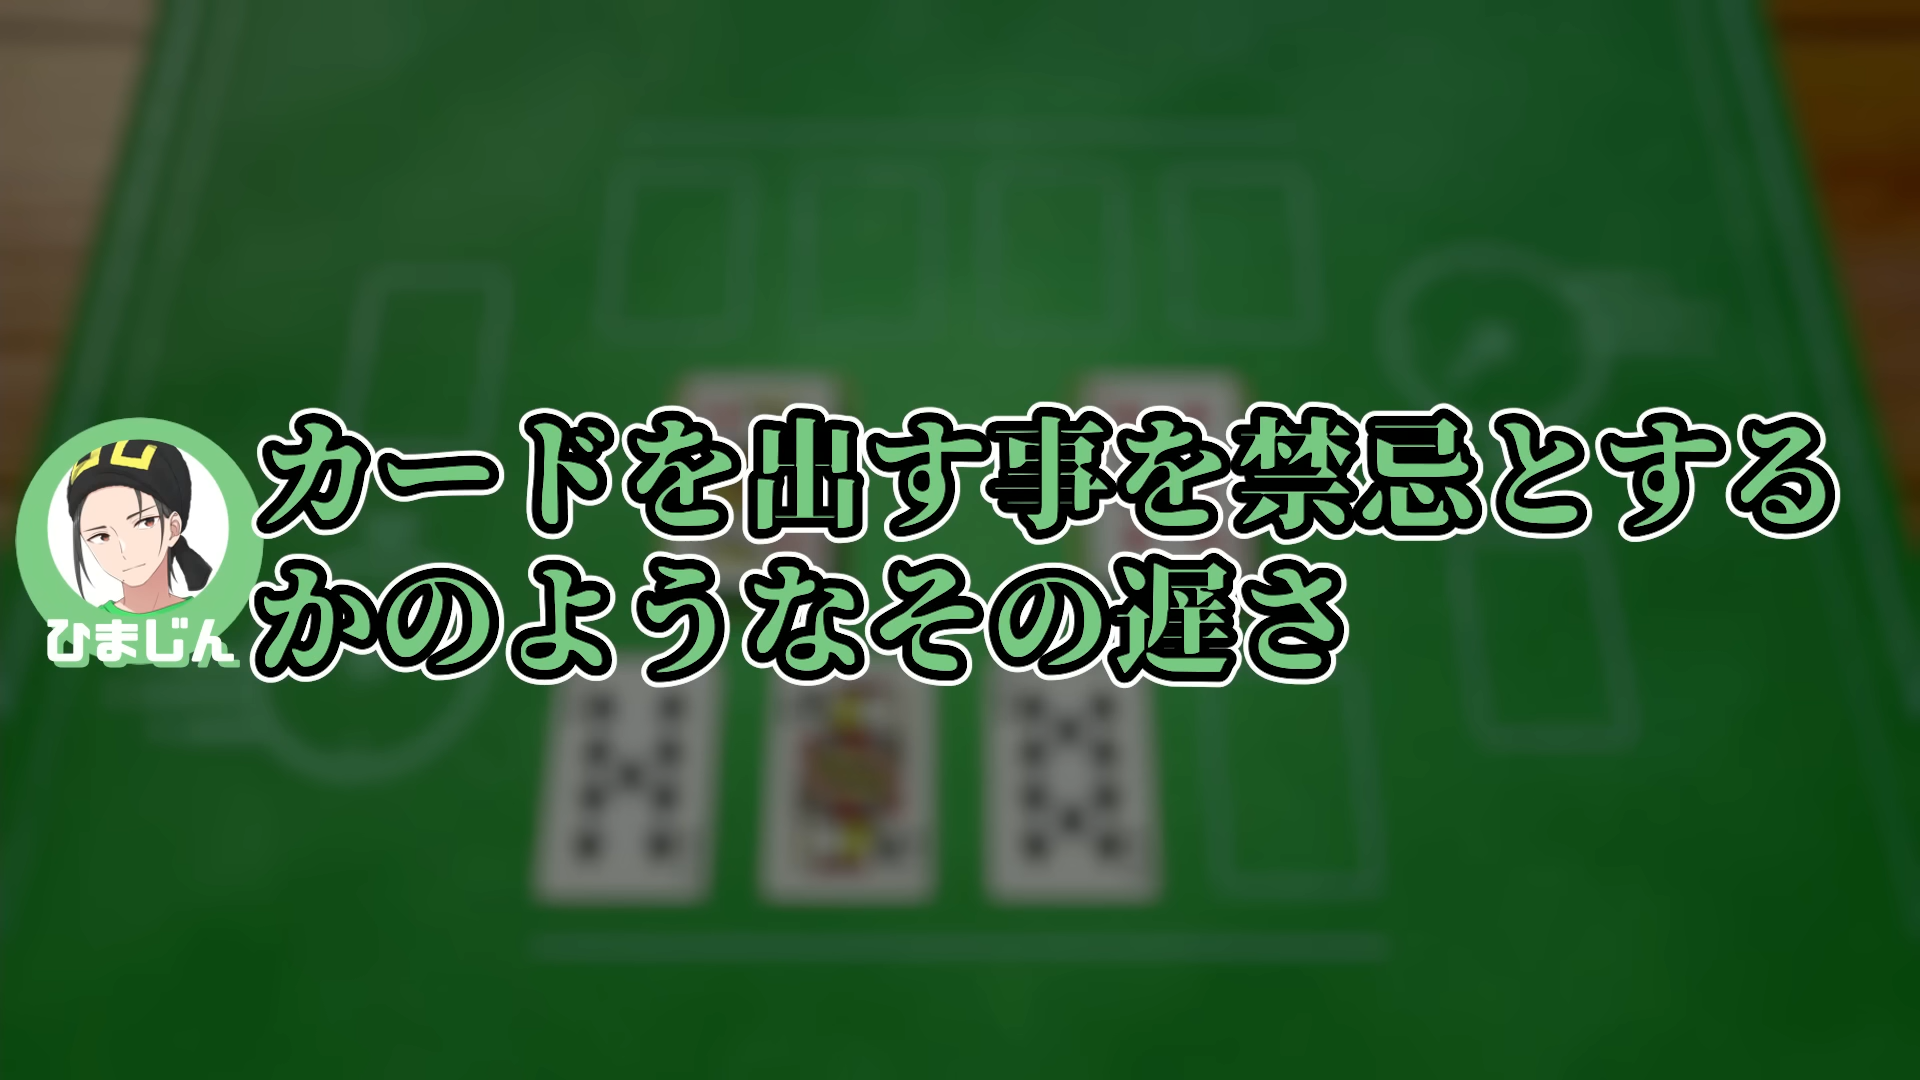 カードを出す事を禁忌とする
かのようなその遅さ
ひまじん